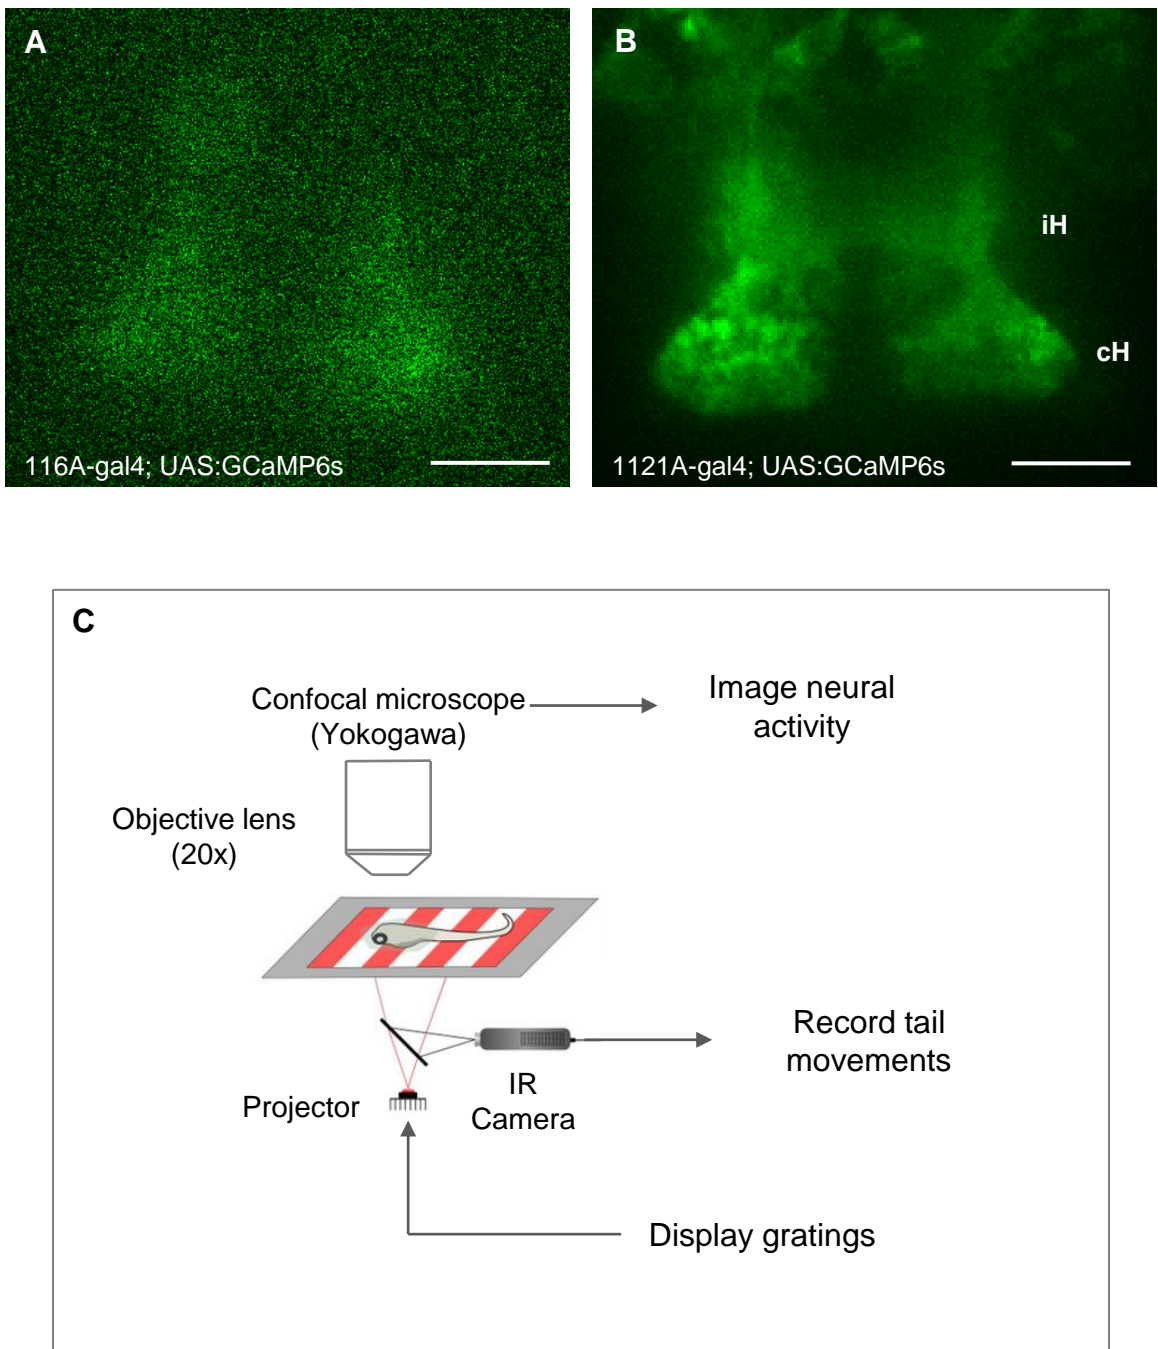 A
116A-gal4; UAS:GCaMP6s
B
iH
cH
1121A-gal4; UAS:GCaMP6s
C
Confocal microscope
(Yokogawa)
Image neural
activity
Objective lens
(20x)
Record tail
movements
IR
Camera
Projector
Display gratings